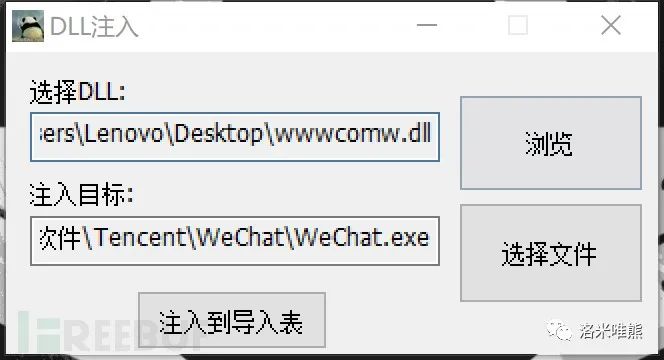 DLL注入
选择DLL:
sers\Lenovo\Desktop\wwwcomw.dll
浏览
注入目标:
软件\Tencent\WeChat\WeChat.exe
选择文件
注入到导入表
FREEBUF
洛米唯熊